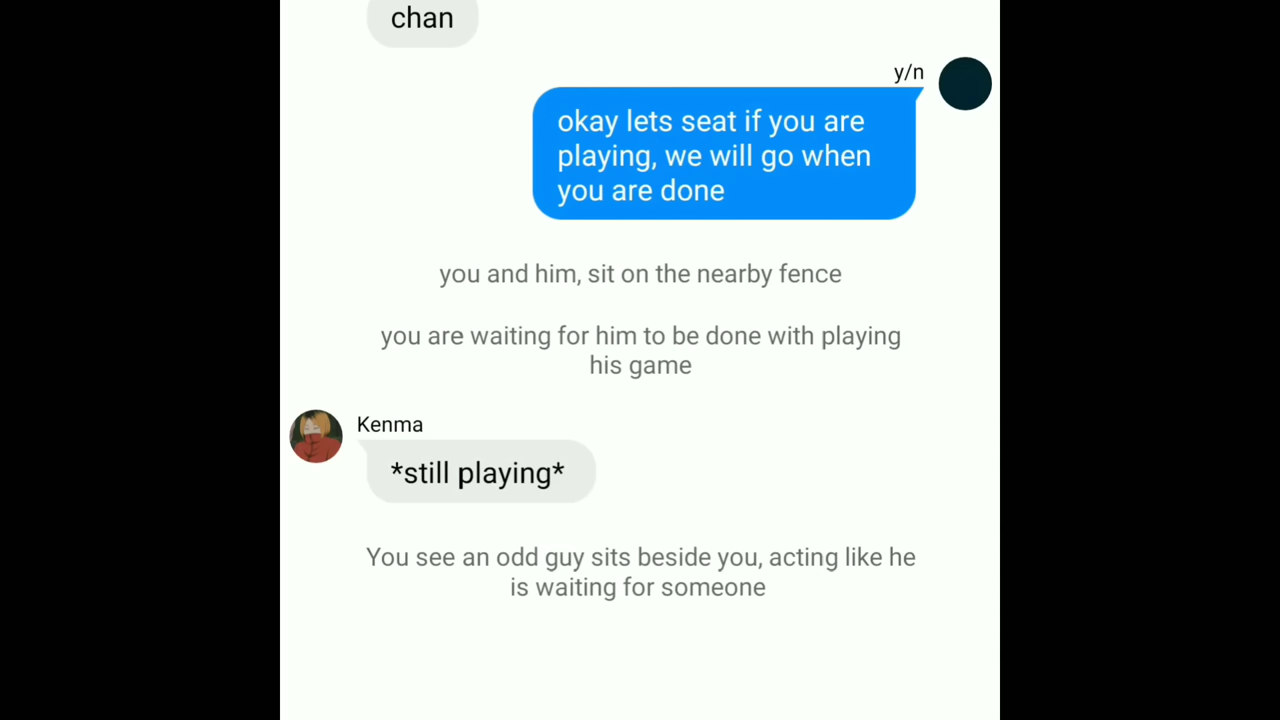 chan
y/n
okay lets seat if you are
playing, we will go when
you are done
you and him, sit on the nearby fence
you are waiting for him to be done with playing
his game
Kenma
*still playing*
You see an odd guy sits beside you, acting like he
is waiting for someone